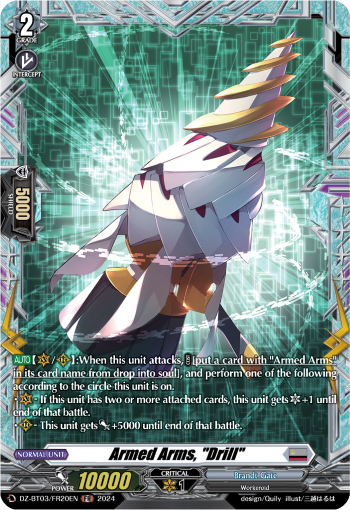 2
GRADE
INTERCEPT
5000
SHIELD
AUTO【 / 】:When this unit attacks, [put a card with "Armed Arms"
in its card name from drop into soul], and perform one of the following
according to the circle this unit is on.
• - If this unit has two or more attached cards, this unit gets +1 until
end of that battle.
• - This unit gets +5000 until end of that battle.
NORMAL UNIT
Armed Arms, "Drill"
POWER
10000
CRITICAL
1
Brandt Gate
Workeroid
DZ-BT03/FR20EN FR 2024
design/Quily illust/三越はるは